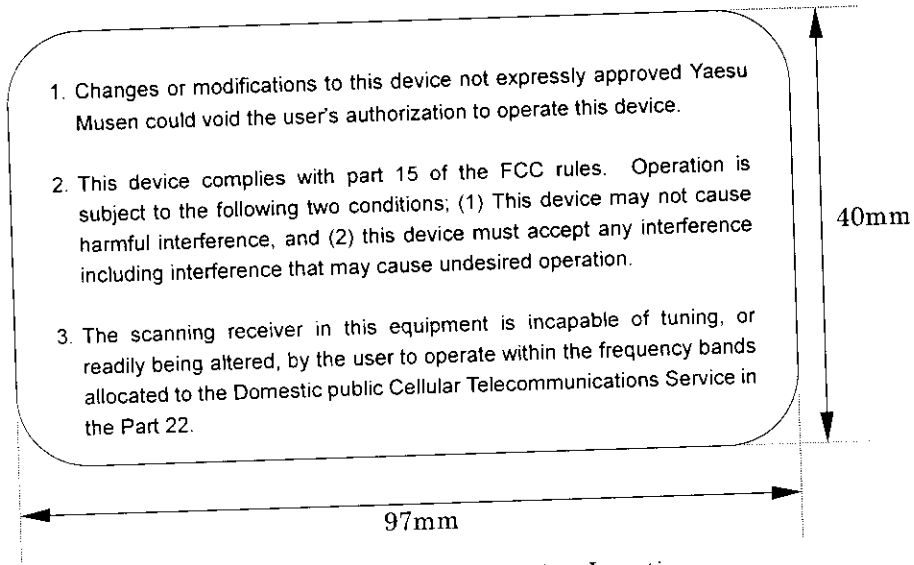 1. Changes or modifications to this device not expressly approved Yaesu
Musen could void the user's authorization to operate this device.
2. This device complies with part 15 of the FCC rules. Operation is
subject to the following two conditions; (1) This device may not cause
harmful interference, and (2) this device must accept any interference
including interference that may cause undesired operation.
3. The scanning receiver in this equipment is incapable of tuning, or
readily being altered, by the user to operate within the frequency bands
allocated to the Domestic public Cellular Telecommunications Service in
the Part 22.
40mm
97mm